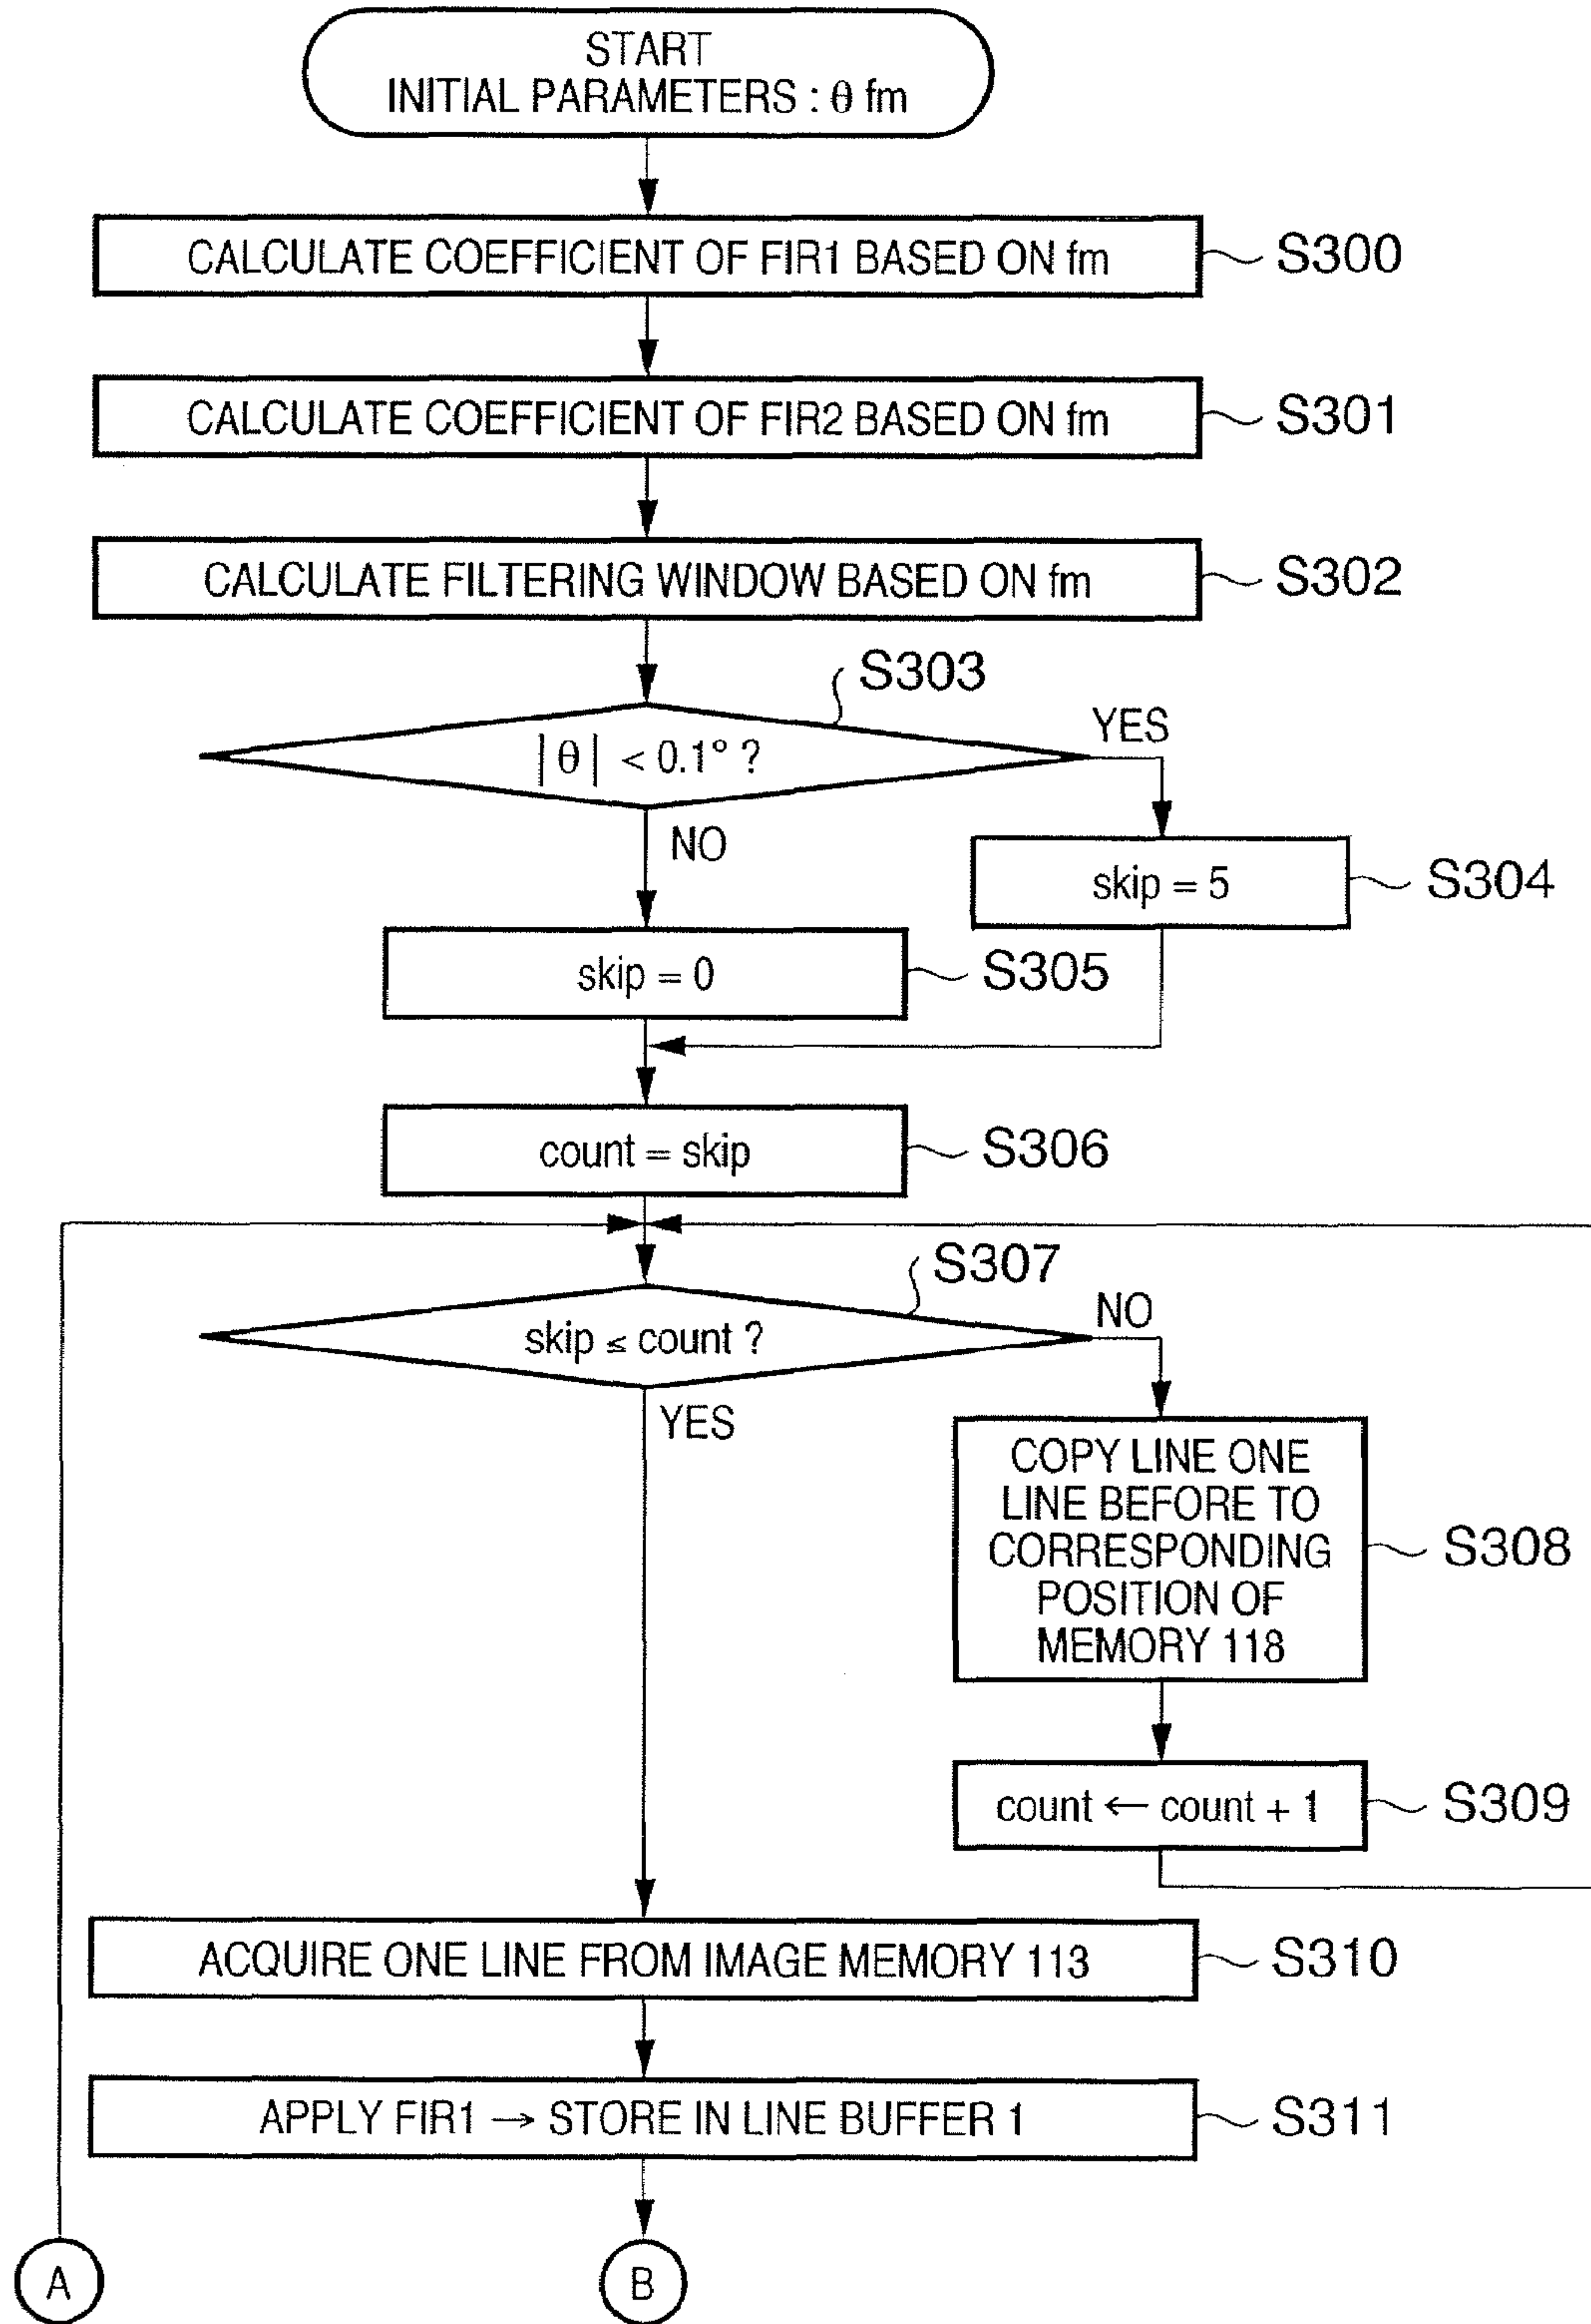 START
INITIAL PARAMETERS : θ fm
CALCULATE COEFFICIENT OF FIR1 BASED ON fm
S300
CALCULATE COEFFICIENT OF FIR2 BASED ON fm
S301
CALCULATE FILTERING WINDOW BASED ON fm
S302
S303
| θ | < 0.1° ?
YES
NO
skip = 5
S304
skip = 0
S305
count = skip
S306
S307
skip ≤ count ?
NO
YES
COPY LINE ONE
LINE BEFORE TO
CORRESPONDING
POSITION OF
MEMORY 118
S308
count ← count + 1
S309
ACQUIRE ONE LINE FROM IMAGE MEMORY 113
S310
APPLY FIR1 → STORE IN LINE BUFFER 1
S311
A
B